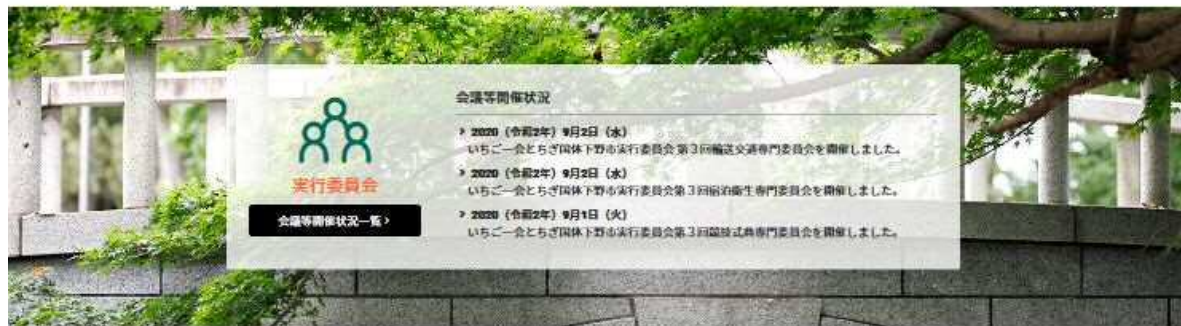 実行委員会
会議等開催状況一覧 ›
会議等開催状況
› 2020（令和2年）9月2日（水）
いちご一会とちぎ国体下野市実行委員会第3回輸送交通専門委員会を開催しました。
› 2020（令和2年）9月2日（水）
いちご一会とちぎ国体下野市実行委員会第3回宿泊衛生専門委員会を開催しました。
› 2020（令和2年）9月1日（火）
いちご一会とちぎ国体下野市実行委員会第3回競技式典専門委員会を開催しました。